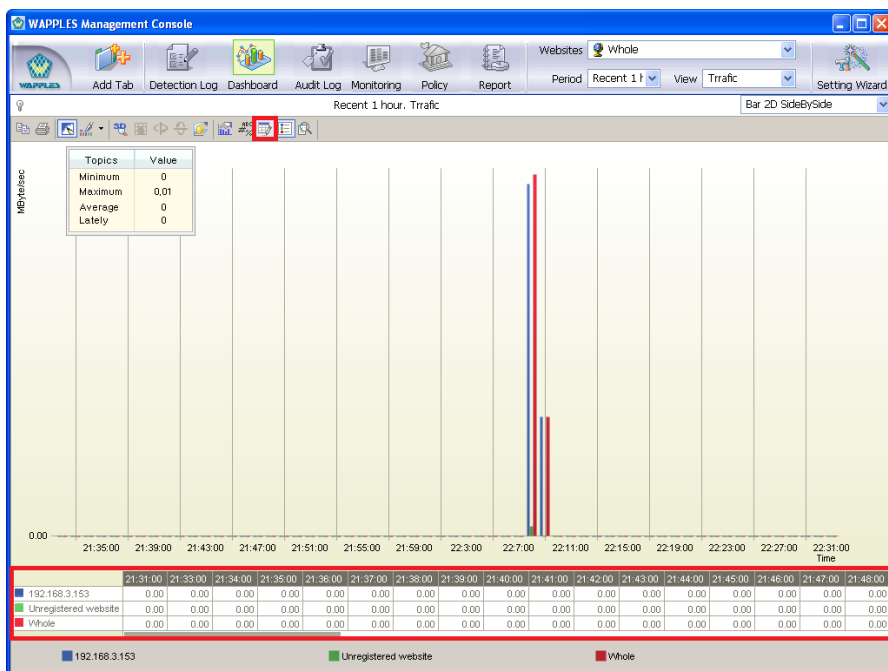 WAPPLES Management Console
WAPPLES
Add Tab
Detection Log
Dashboard
Audit Log
Monitoring
Policy
Report
Websites
Whole
Period
Recent 1 h
View
Trrafic
Setting Wizard
Recent 1 hour. Trrafic
Bar 2D SideBySide
3D
Topics Value
Minimum 0
Maximum 0,01
Average 0
Lately 0
MByte/sec
0.00
21:35:00 21:39:00 21:43:00 21:47:00 21:51:00 21:55:00 21:59:00 22:3:00 22:7:00 22:11:00 22:15:00 22:19:00 22:23:00 22:27:00 22:31:00
Time
21:31:00 21:33:00 21:34:00 21:35:00 21:36:00 21:37:00 21:38:00 21:39:00 21:40:00 21:41:00 21:42:00 21:43:00 21:44:00 21:45:00 21:46:00 21:47:00 21:48:00
192.168.3.153 0.00 0.00 0.00 0.00 0.00 0.00 0.00 0.00 0.00 0.00 0.00 0.00 0.00 0.00 0.00 0.00 0.00
Unregistered website 0.00 0.00 0.00 0.00 0.00 0.00 0.00 0.00 0.00 0.00 0.00 0.00 0.00 0.00 0.00 0.00 0.00
Whole 0.00 0.00 0.00 0.00 0.00 0.00 0.00 0.00 0.00 0.00 0.00 0.00 0.00 0.00 0.00 0.00 0.00
192.168.3.153 Unregistered website Whole